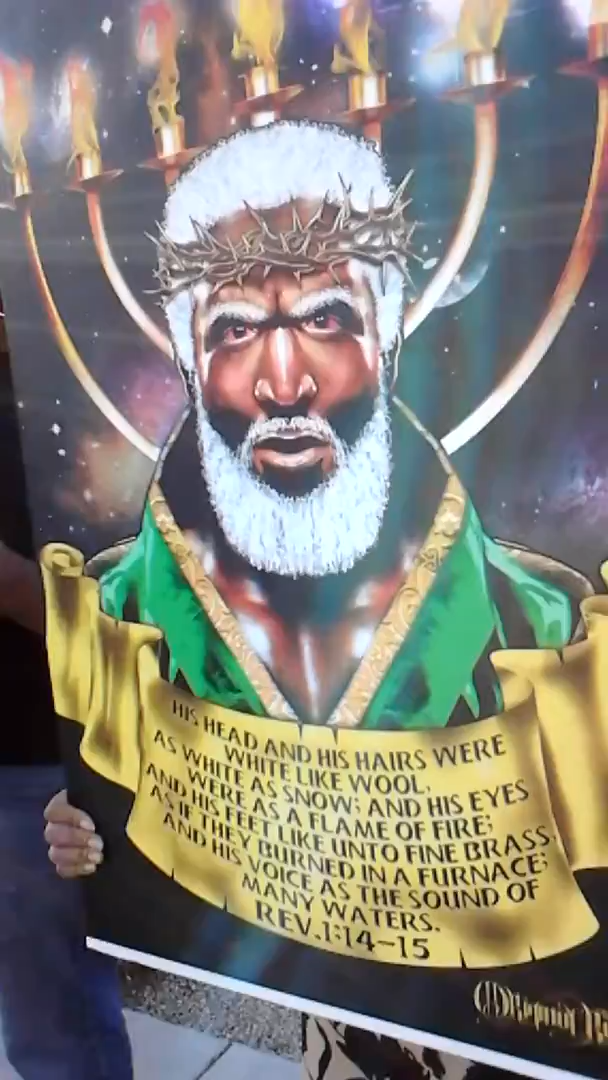 HIS HEAD AND HIS HAIRS WERE
WHITE LIKE WOOL,
AS WHITE AS SNOW; AND HIS EYES
WERE AS A FLAME OF FIRE;
AND HIS FEET LIKE UNTO FINE BRASS,
AS IF THEY BURNED IN A FURNACE;
AND HIS VOICE AS THE SOUND OF
MANY WATERS.
REV.1:14-15